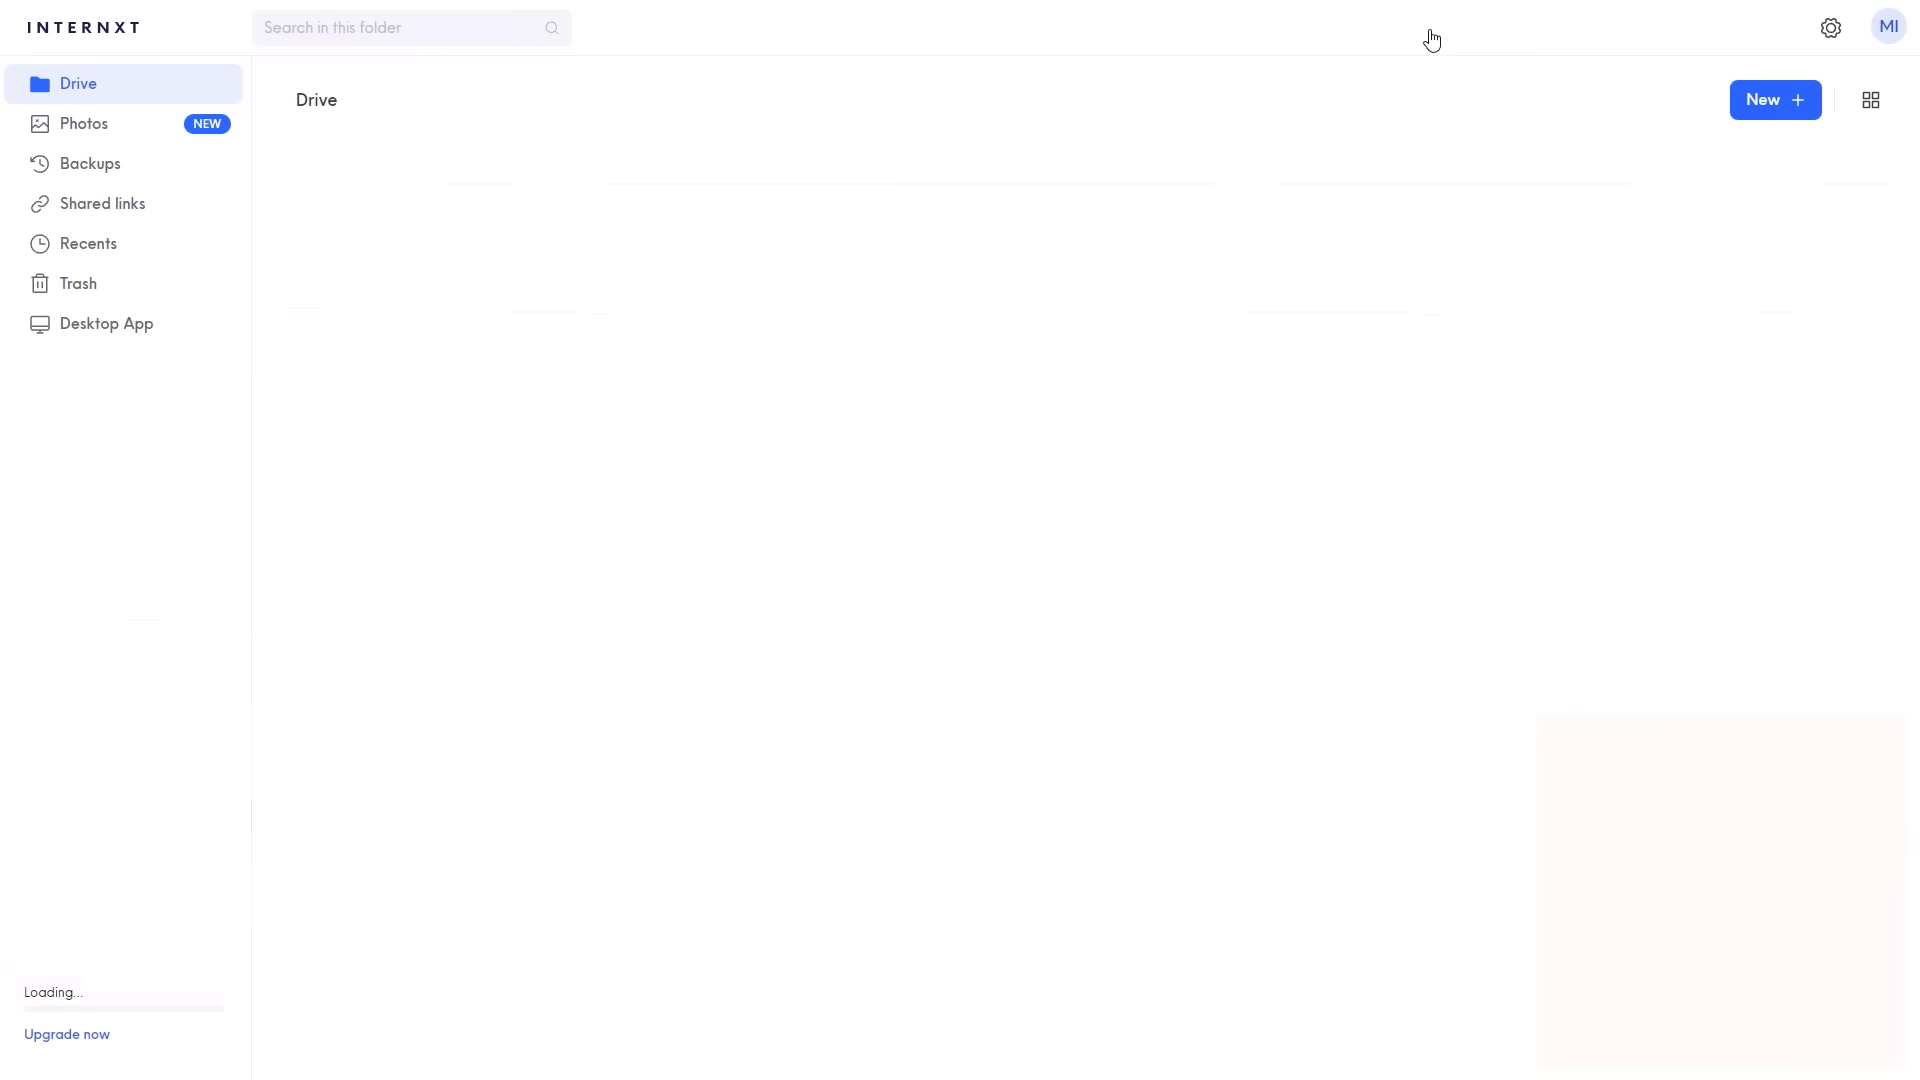 INTERNXT
Search in this folder
MI
Drive
Photos
NEW
Backups
Shared links
Recents
Trash
Desktop App
Drive
New +
Loading...
Upgrade now